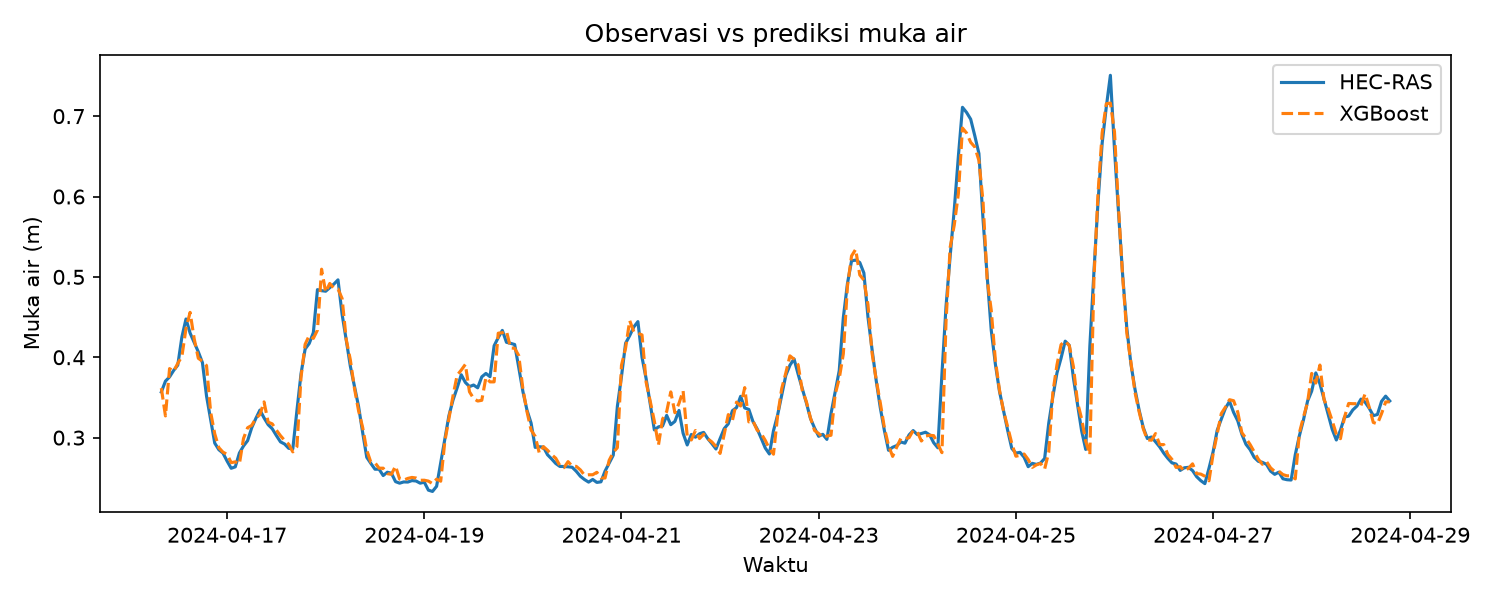 Observasi vs prediksi muka air
HEC-RAS
XGBoost
Muka air (m)
0.7
0.6
0.5
0.4
0.3
2024-04-17
2024-04-19
2024-04-21
2024-04-23
2024-04-25
2024-04-27
2024-04-29
Waktu